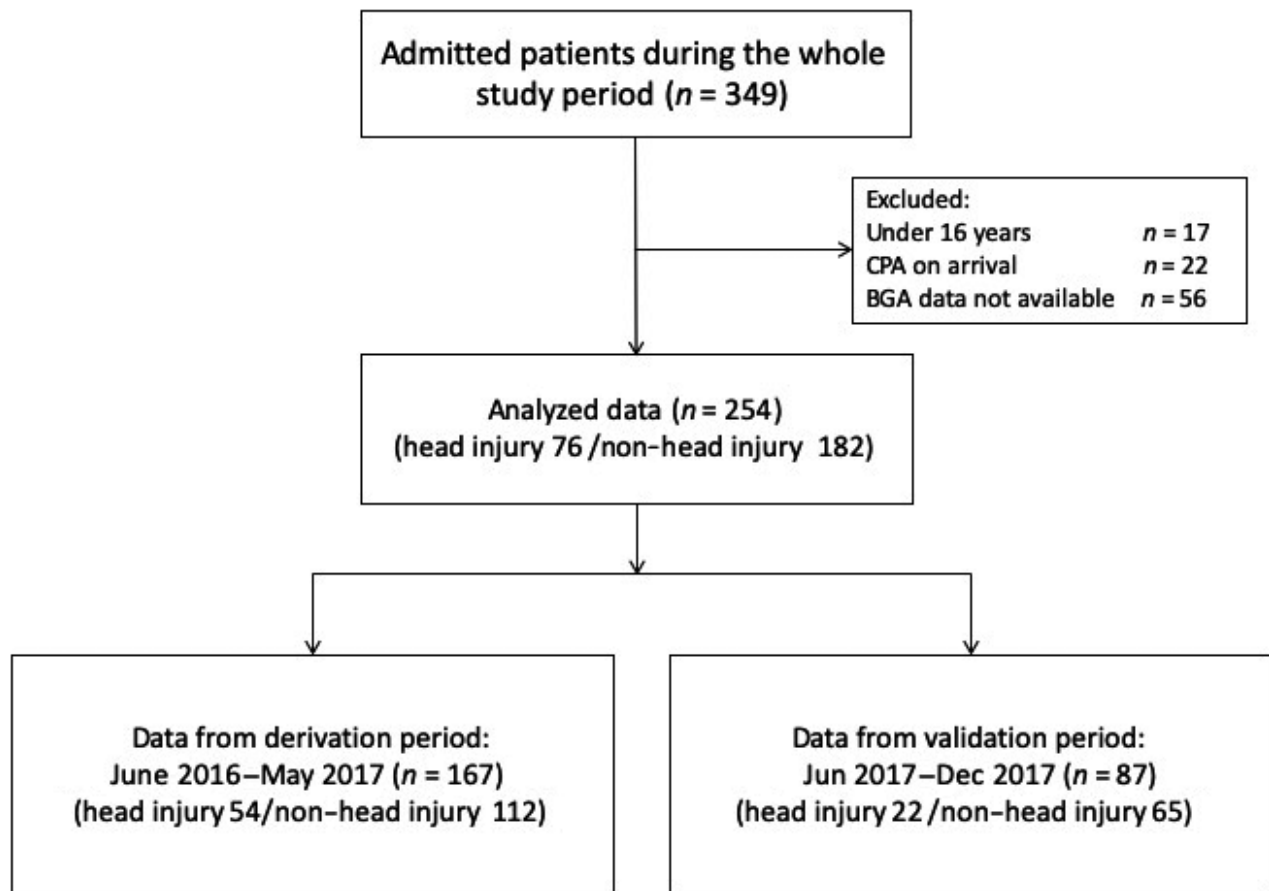 Admitted patients during the whole
study period (n = 349)
Excluded:
Under 16 years n = 17
CPA on arrival n = 22
BGA data not available n = 56
Analyzed data (n = 254)
(head injury 76 /non-head injury 182)
Data from derivation period:
June 2016–May 2017 (n = 167)
(head injury 54/non-head injury 112)
Data from validation period:
Jun 2017–Dec 2017 (n = 87)
(head injury 22 /non-head injury 65)